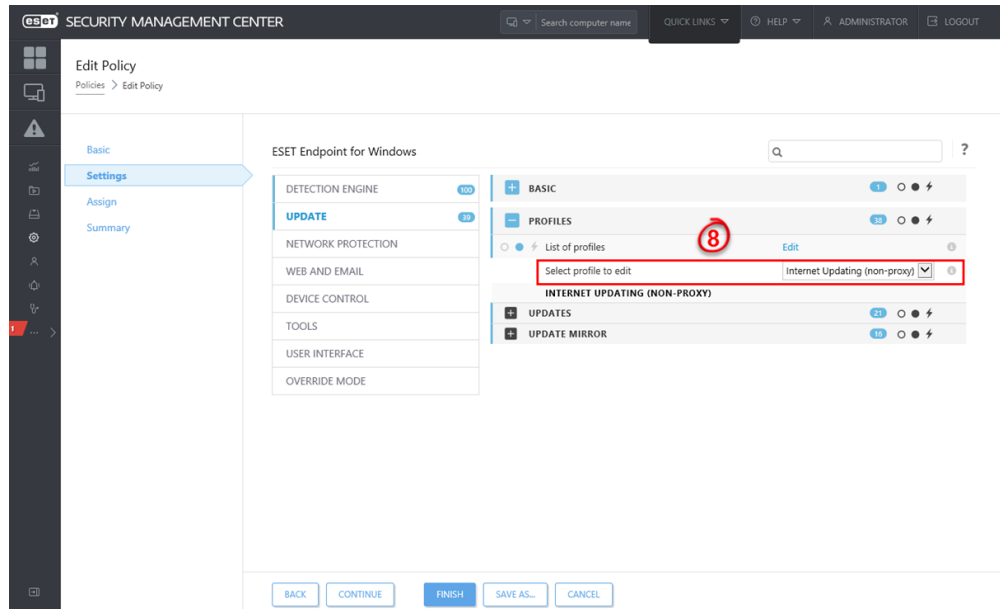 eset SECURITY MANAGEMENT CENTER Search computer name QUICK LINKS HELP ADMINISTRATOR LOGOUT
Edit Policy
Policies > Edit Policy
Basic
Settings
Assign
Summary
ESET Endpoint for Windows ?
DETECTION ENGINE 100
UPDATE 39
NETWORK PROTECTION
WEB AND EMAIL
DEVICE CONTROL
TOOLS
USER INTERFACE
OVERRIDE MODE
BASIC 1
PROFILES 38
8
List of profiles Edit
Select profile to edit Internet Updating (non-proxy)
INTERNET UPDATING (NON-PROXY)
UPDATES 21
UPDATE MIRROR 16
1
BACK CONTINUE FINISH SAVE AS... CANCEL